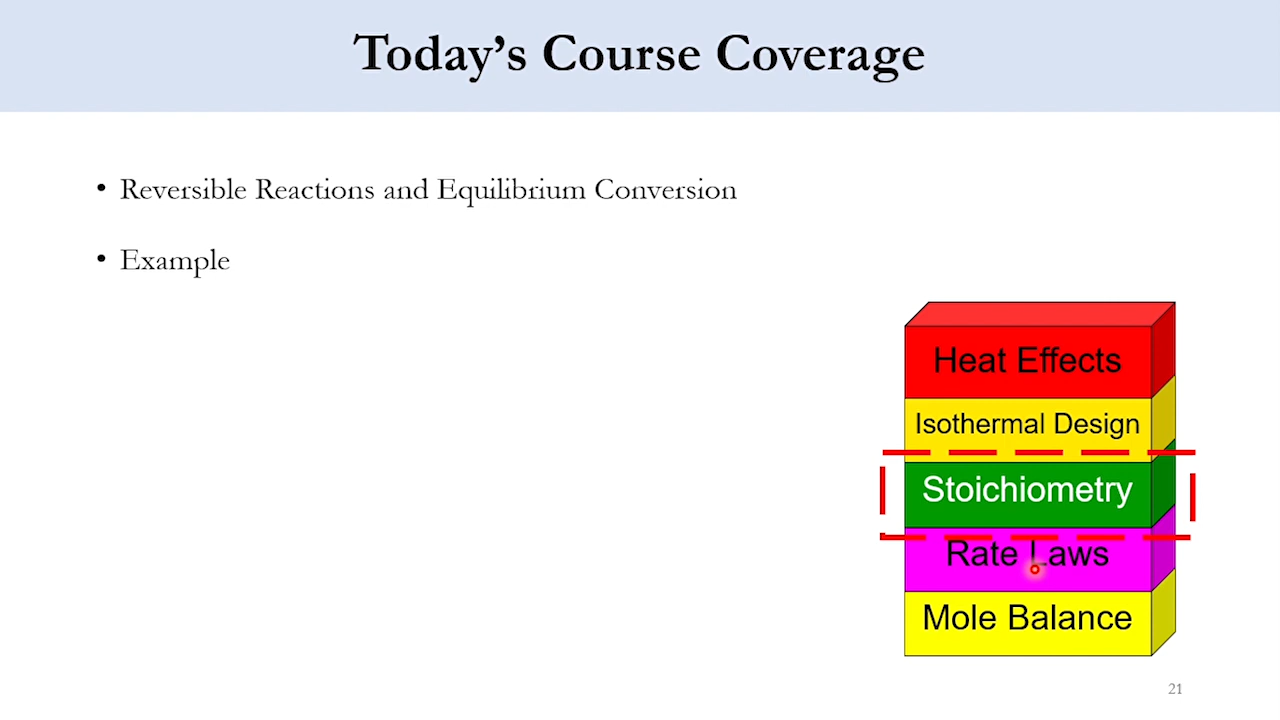 Today's Course Coverage
• Reversible Reactions and Equilibrium Conversion
• Example
Heat Effects
Isothermal Design
Stoichiometry
Rate Laws
Mole Balance
21